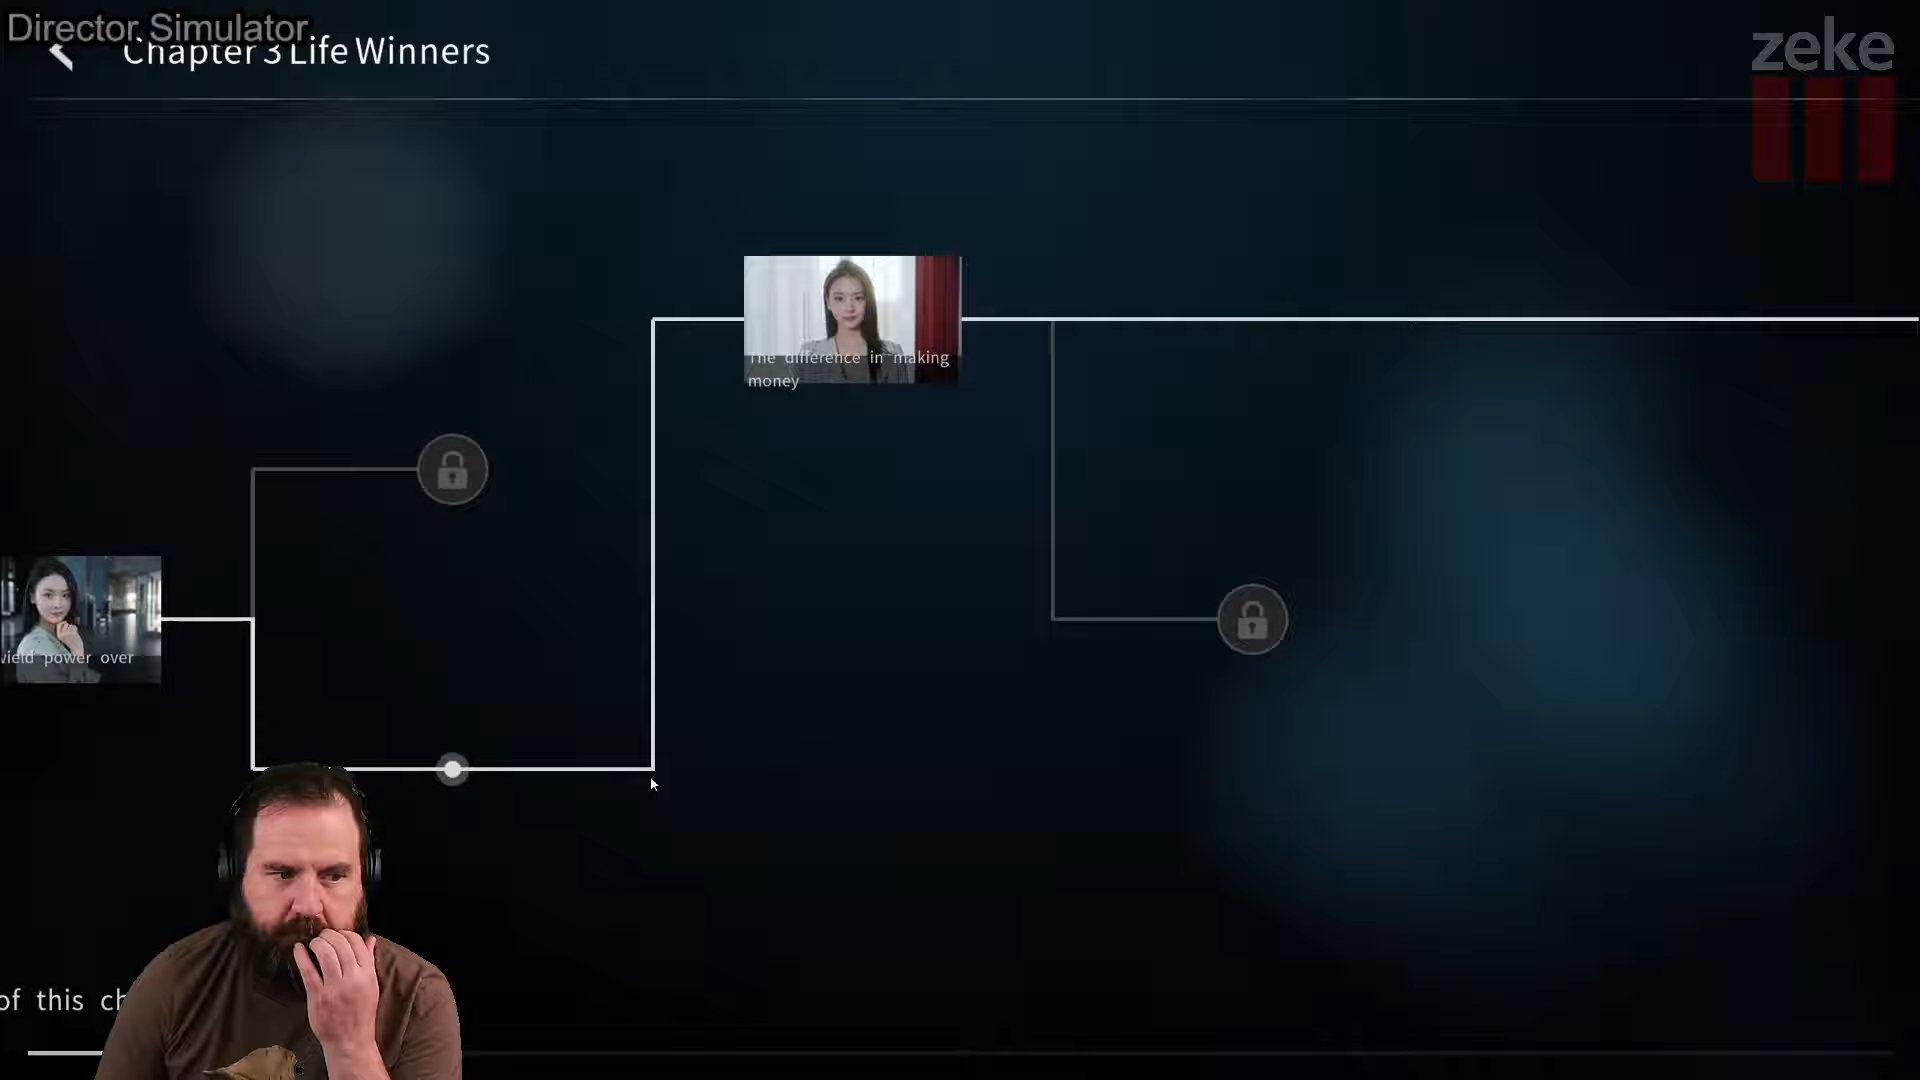 Director Simulator
Chapter 3 Life Winners
zeke
The difference in making
money
wield power over
of this ch